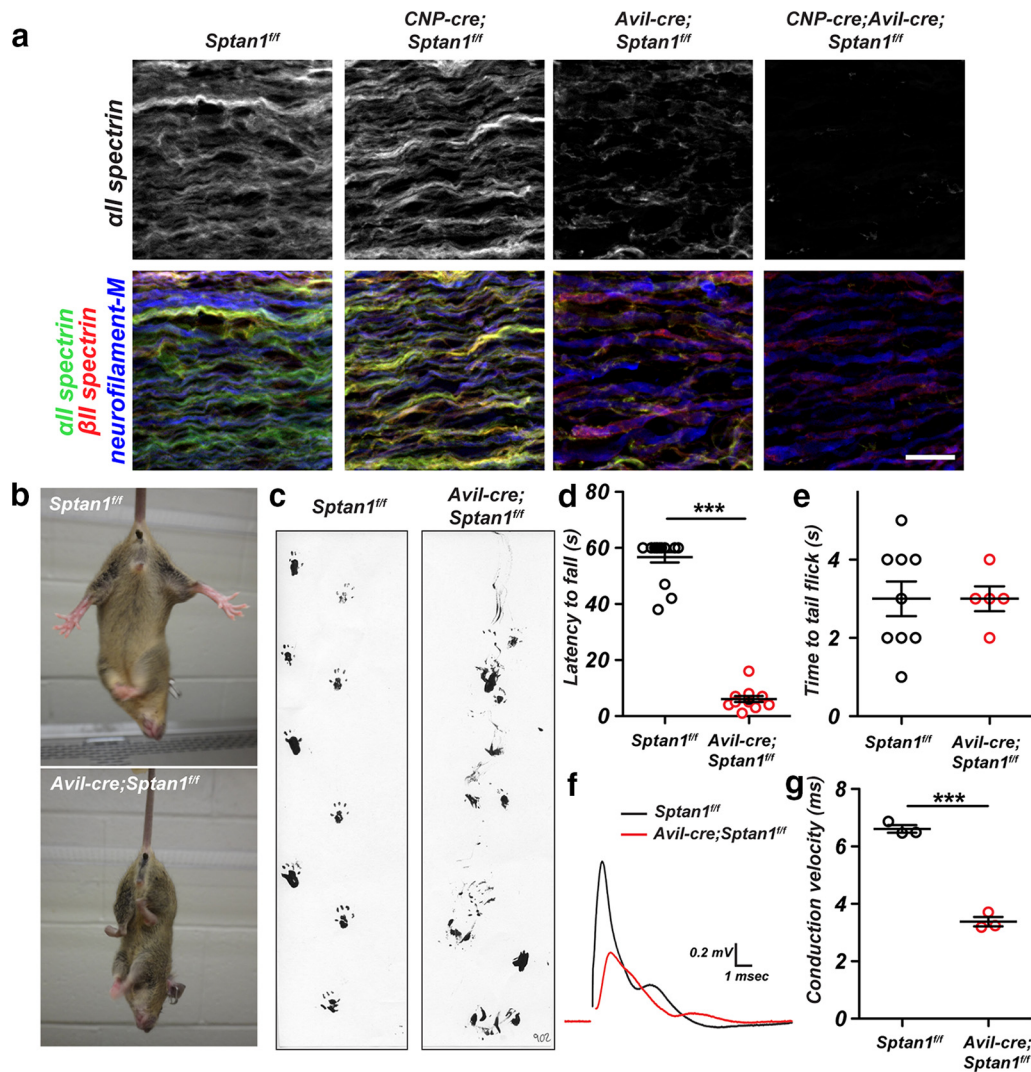 a
Sptan1f/f
CNP-cre;
Sptan1f/f
Avil-cre;
Sptan1f/f
CNP-cre;Avil-cre;
Sptan1f/f
αII spectrin
αII spectrin
βII spectrin
neurofilament-M
b
Sptan1f/f
Avil-cre;Sptan1f/f
c
Sptan1f/f
Avil-cre;
Sptan1f/f
902
d
Latency to fall (s)
80
60
40
20
0
***
Sptan1f/f
Avil-cre;
Sptan1f/f
e
Time to tail flick (s)
4
2
0
Sptan1f/f
Avil-cre;
Sptan1f/f
f
Sptan1f/f
Avil-cre;Sptan1f/f
0.2 mV
1 msec
g
Conduction velocity (ms)
8
6
4
2
0
***
Sptan1f/f
Avil-cre;
Sptan1f/f